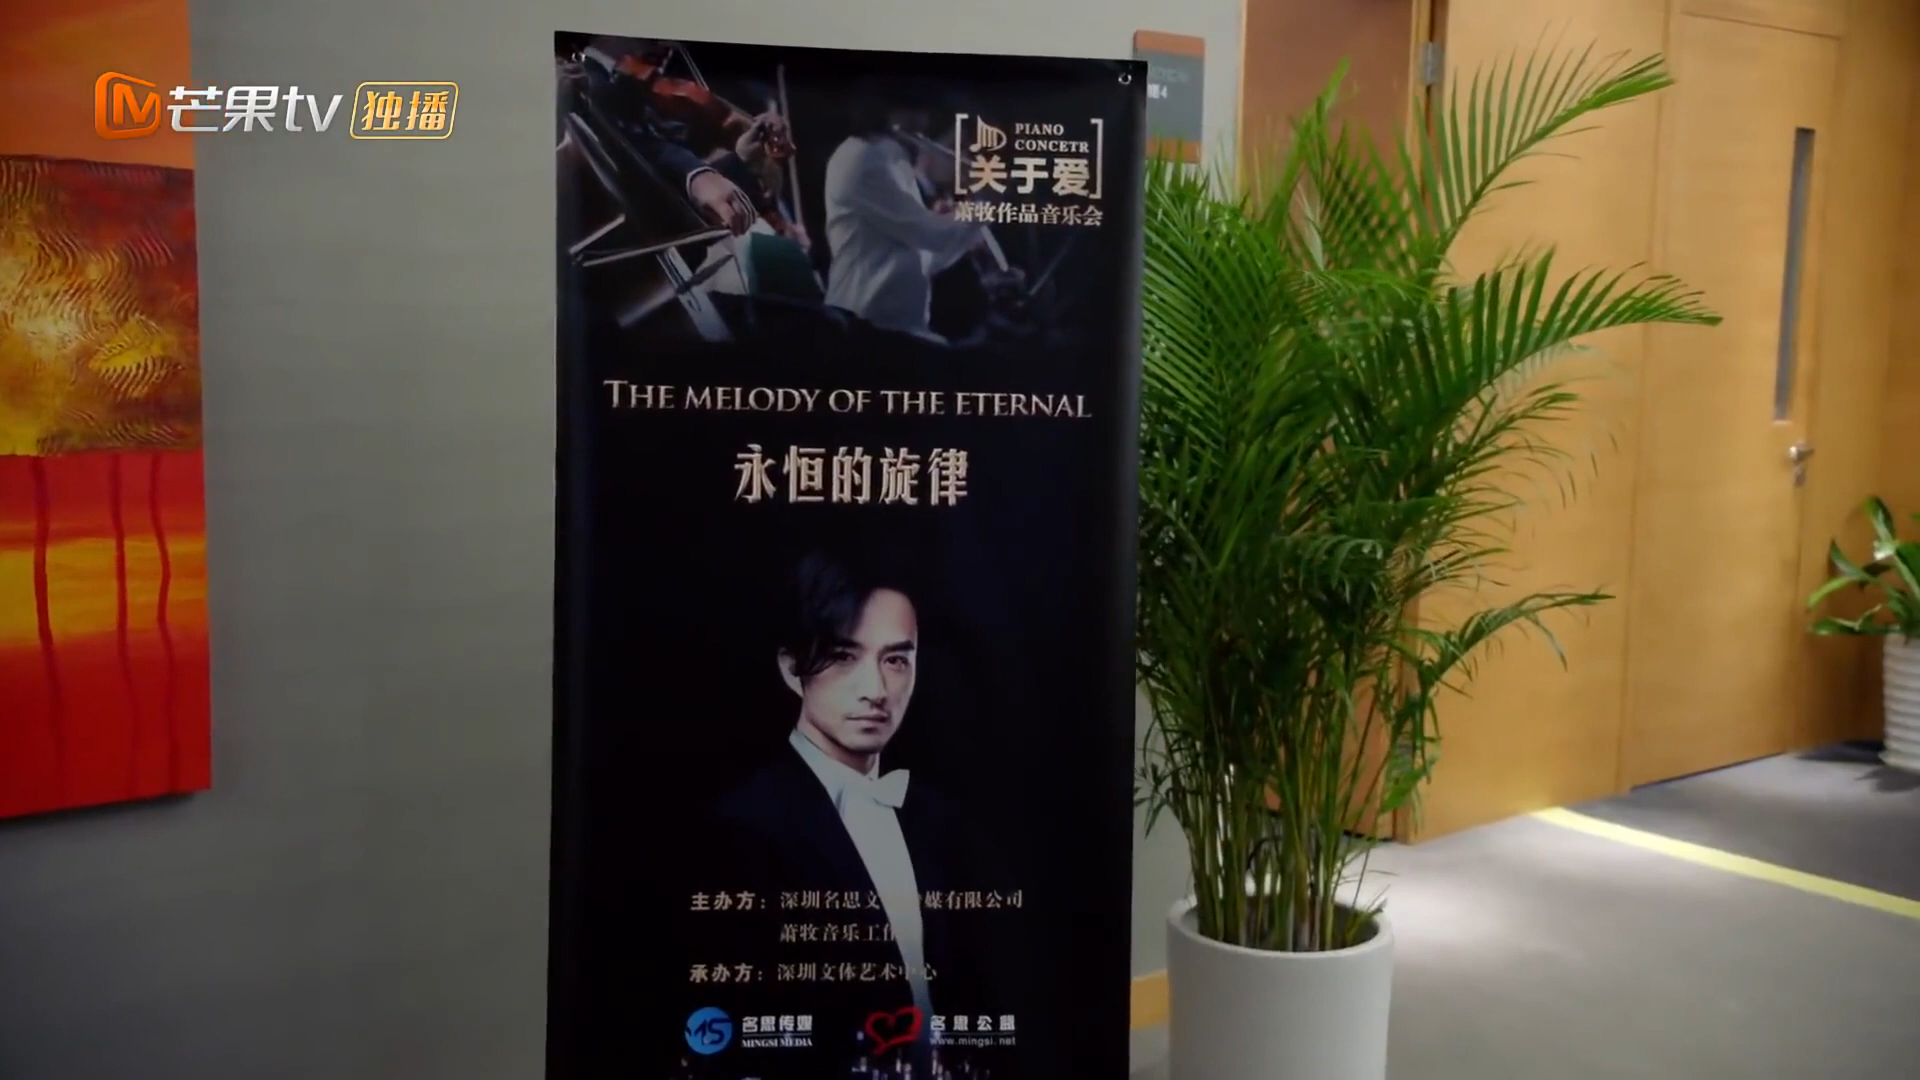 芒果tv 独播
PIANO
CONCETR
关于爱
萧牧作品音乐会
THE MELODY OF THE ETERNAL
永恒的旋律
主办方：深圳名思文 媒有限公司
萧牧音乐工作
承办方：深圳文体艺术中心
名思传媒
MINGSI MEDIA
名思公益
www.mingsi.net